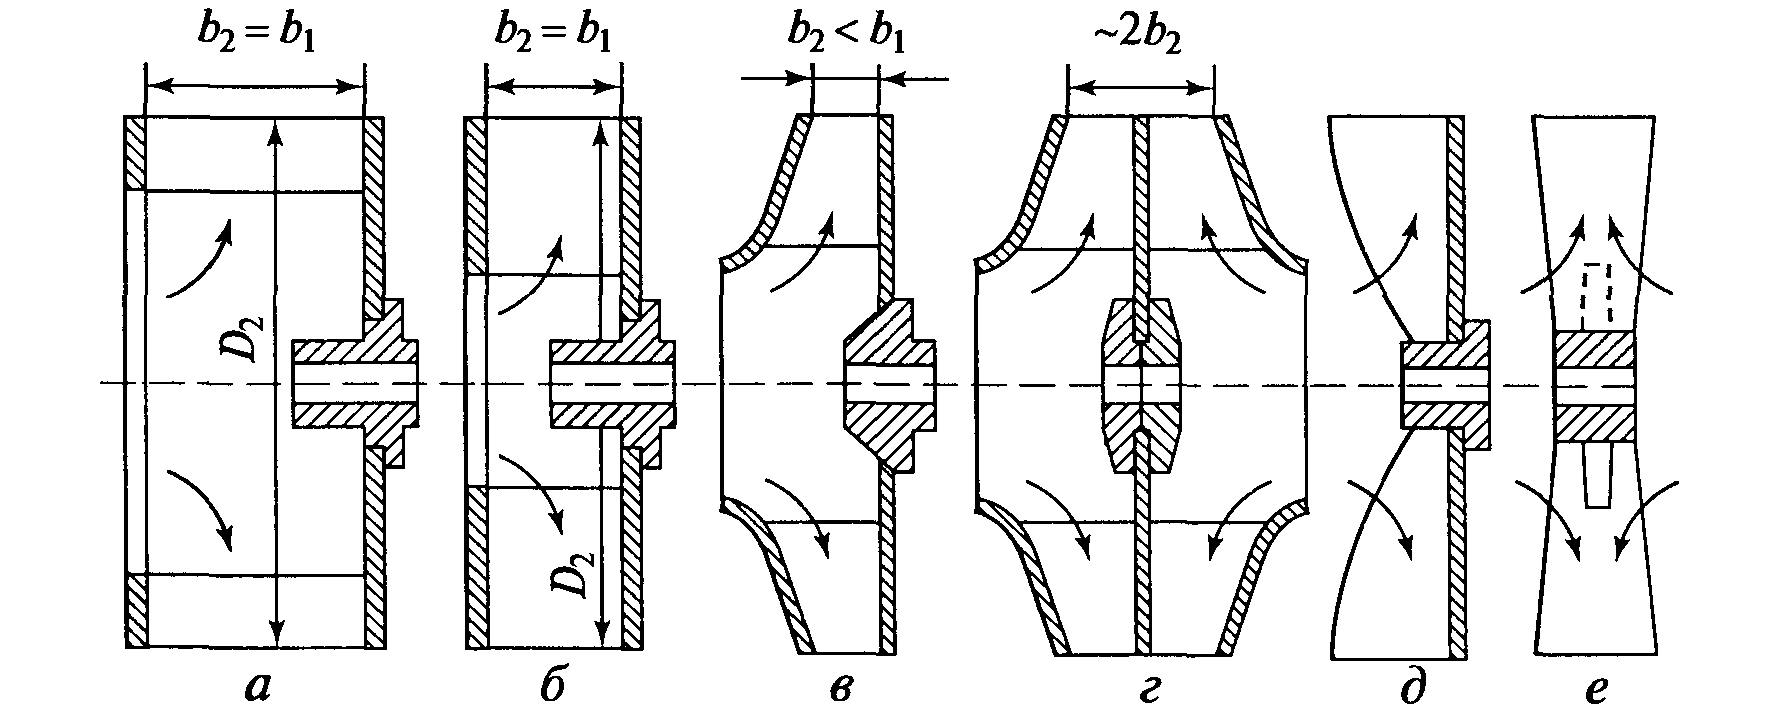 b₂ = b₁
b₂ = b₁
b₂ < b₁
~2b₂
D₂
D₂
а
б
в
г
д
е